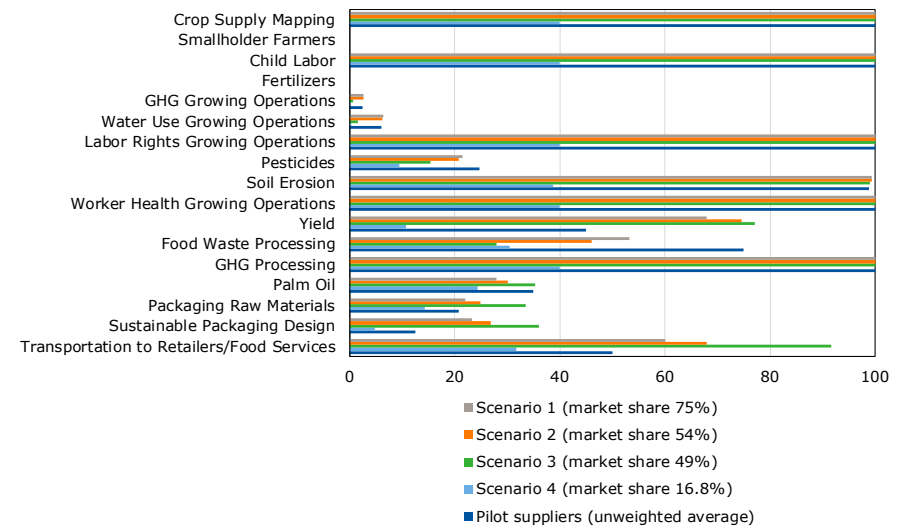 Crop Supply Mapping
Smallholder Farmers
Child Labor
Fertilizers
GHG Growing Operations
Water Use Growing Operations
Labor Rights Growing Operations
Pesticides
Soil Erosion
Worker Health Growing Operations
Yield
Food Waste Processing
GHG Processing
Palm Oil
Packaging Raw Materials
Sustainable Packaging Design
Transportation to Retailers/Food Services
0 20 40 60 80 100
Scenario 1 (market share 75%)
Scenario 2 (market share 54%)
Scenario 3 (market share 49%)
Scenario 4 (market share 16.8%)
Pilot suppliers (unweighted average)